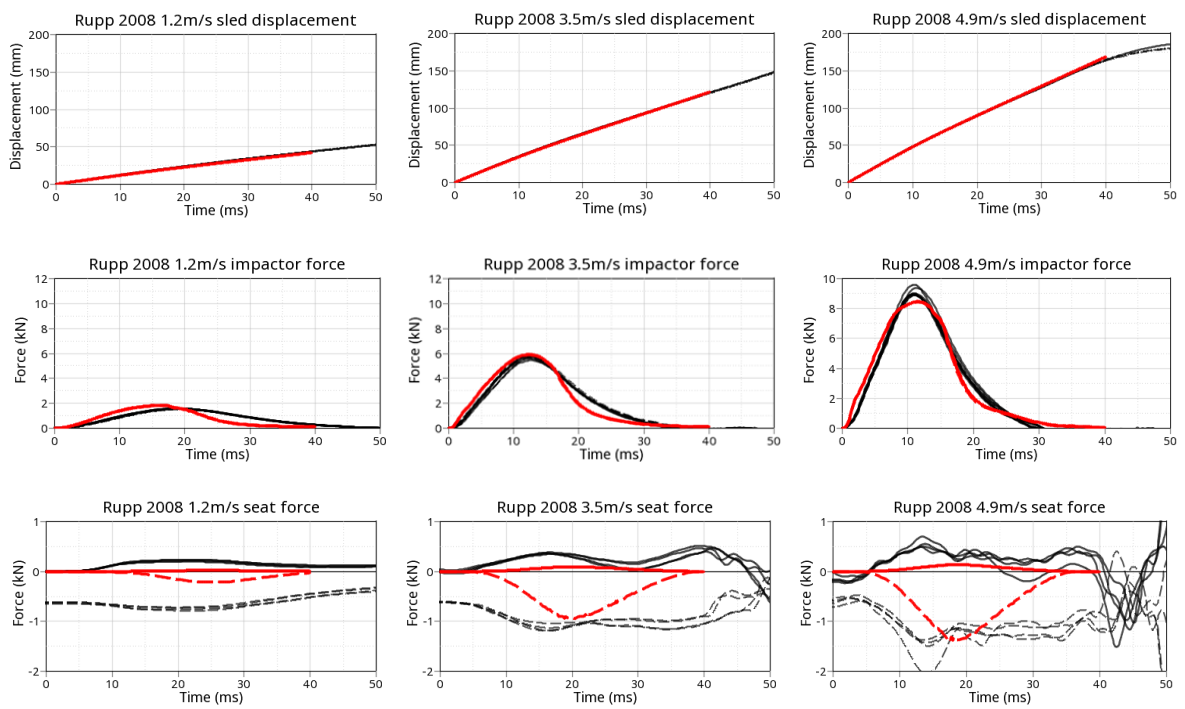 Rupp 2008 1.2m/s sled displacement
Displacement (mm)
200
150
100
50
0
0 10 20 30 40 50
Time (ms)
Rupp 2008 3.5m/s sled displacement
Displacement (mm)
200
150
100
50
0
0 10 20 30 40 50
Time (ms)
Rupp 2008 4.9m/s sled displacement
Displacement (mm)
200
150
100
50
0
0 10 20 30 40 50
Time (ms)
Rupp 2008 1.2m/s impactor force
Force (kN)
12
10
8
6
4
2
0
0 10 20 30 40 50
Time (ms)
Rupp 2008 3.5m/s impactor force
Force (kN)
12
10
8
6
4
2
0
0 10 20 30 40 50
Time (ms)
Rupp 2008 4.9m/s impactor force
Force (kN)
10
8
6
4
2
0
0 10 20 30 40 50
Time (ms)
Rupp 2008 1.2m/s seat force
Force (kN)
1
0
-1
-2
0 10 20 30 40 50
Time (ms)
Rupp 2008 3.5m/s seat force
Force (kN)
1
0
-1
-2
0 10 20 30 40 50
Time (ms)
Rupp 2008 4.9m/s seat force
Force (kN)
1
0
-1
-2
0 10 20 30 40 50
Time (ms)